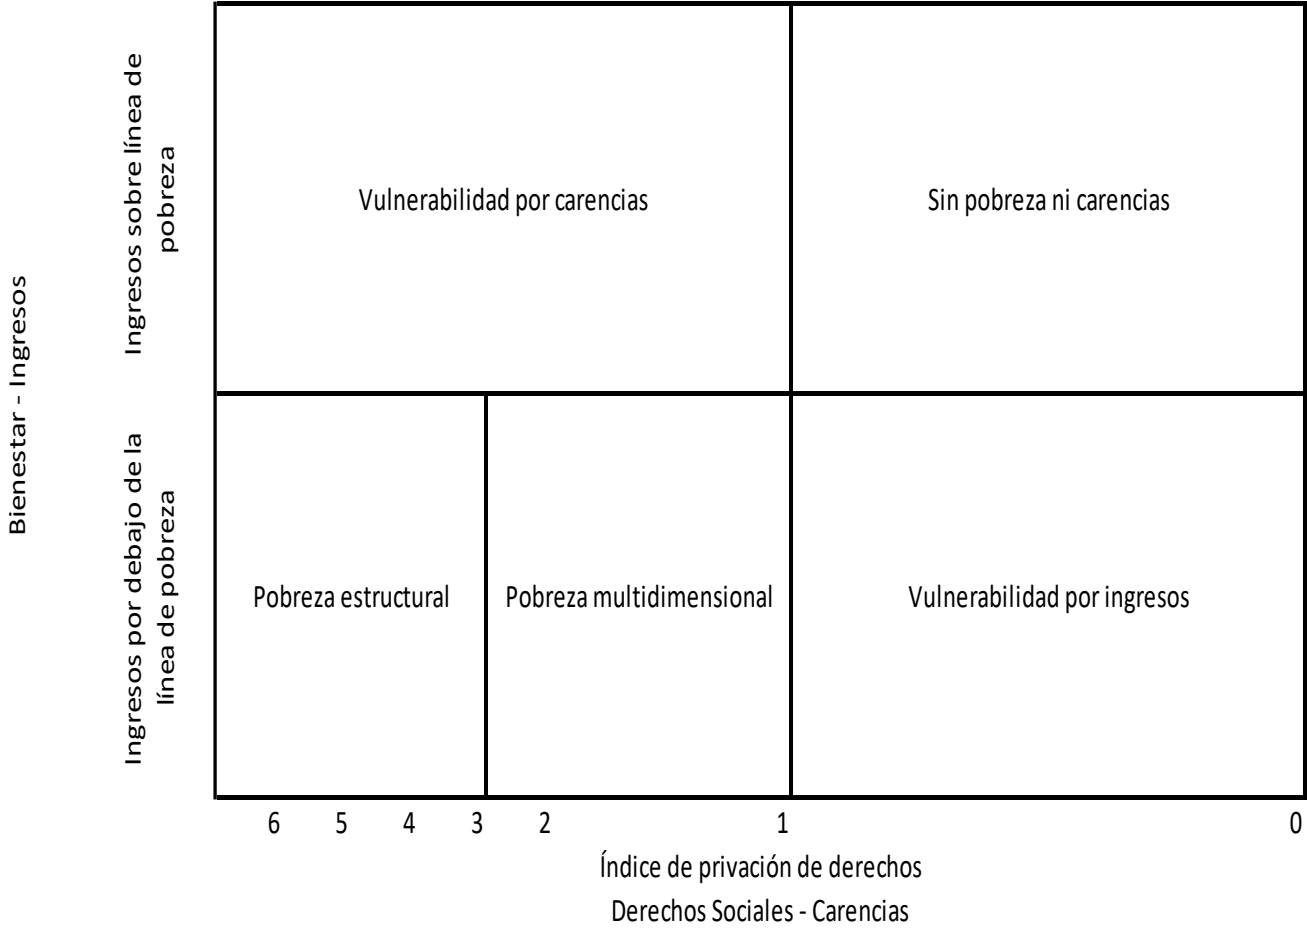 Bienestar - Ingresos
Ingresos sobre línea de
pobreza
Vulnerabilidad por carencias
Sin pobreza ni carencias
Ingresos por debajo de la
línea de pobreza
Pobreza estructural
Pobreza multidimensional
Vulnerabilidad por ingresos
6 5 4 3 2 1 0
Índice de privación de derechos
Derechos Sociales - Carencias